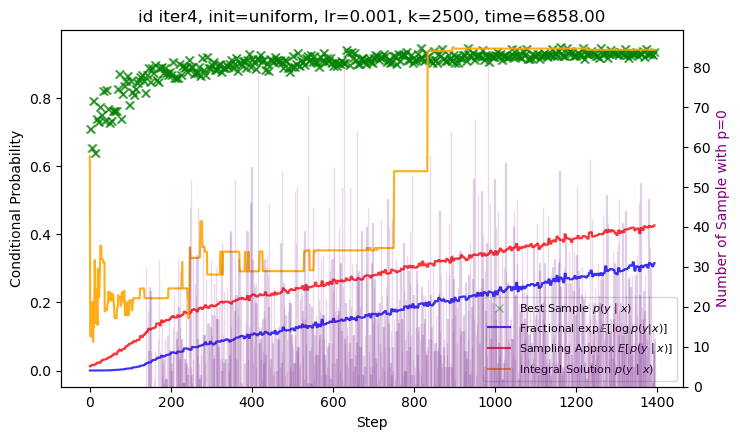 id iter4, init=uniform, lr=0.001, k=2500, time=6858.00
Conditional Probability
0.8
0.6
0.4
0.2
0.0
80
70
60
50
40
30
20
10
0
Number of Sample with p=0
Best Sample p(y | x)
Fractional exp𝔼[log p(y|x)]
Sampling Approx E[p(y | x)]
Integral Solution p(y | x)
0 200 400 600 800 1000 1200 1400
Step